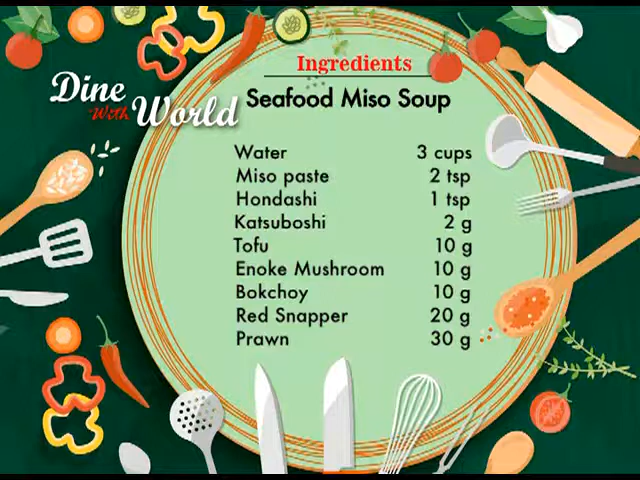 Dine
With
World
Ingredients
Seafood Miso Soup
Water 3 cups
Miso paste 2 tsp
Hondashi 1 tsp
Katsuboshi 2 g
Tofu 10 g
Enoke Mushroom 10 g
Bokchoy 10 g
Red Snapper 20 g
Prawn 30 g